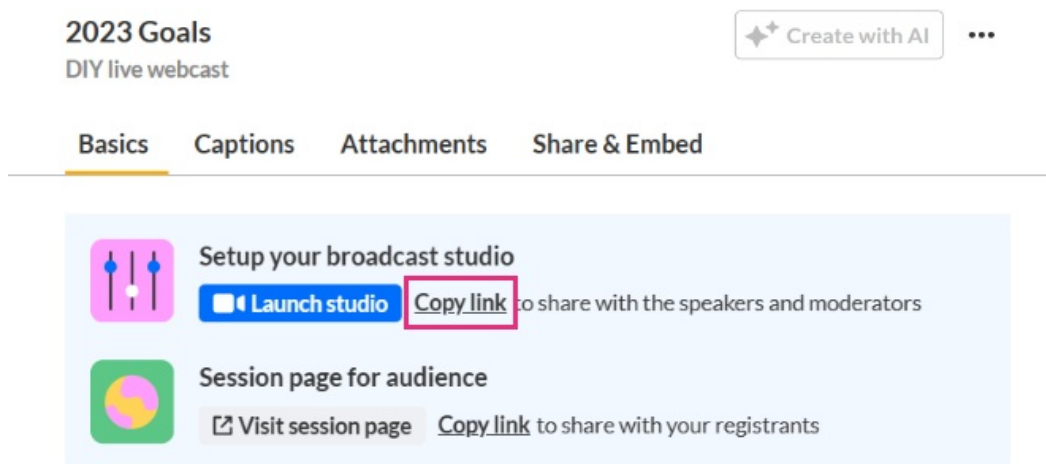 2023 Goals
Create with AI
DIY live webcast
Basics Captions Attachments Share & Embed
Setup your broadcast studio
Launch studio Copy link to share with the speakers and moderators
Session page for audience
Visit session page Copy link to share with your registrants